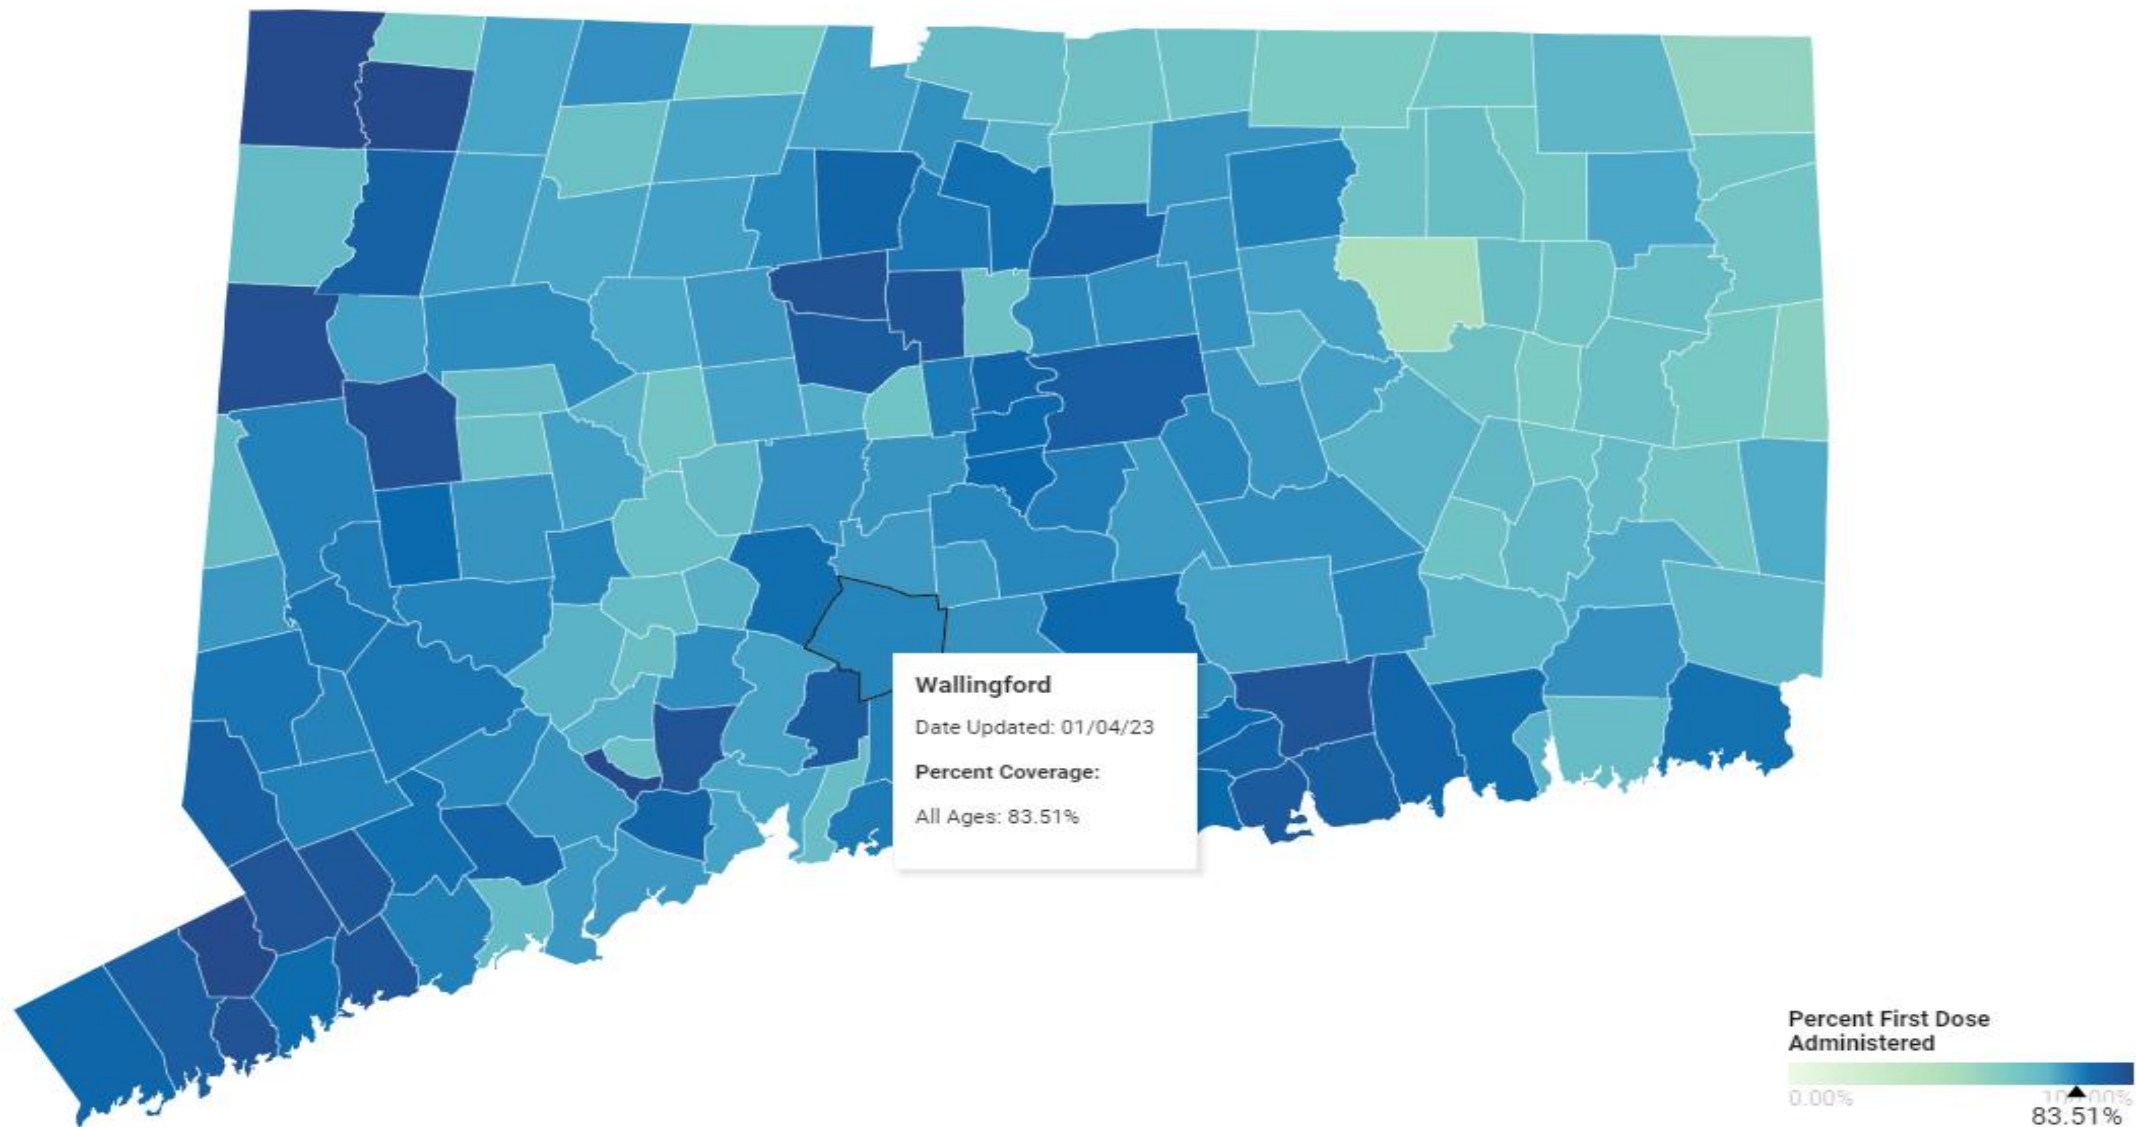 Wallingford
Date Updated: 01/04/23
Percent Coverage:
All Ages: 83.51%
Percent First Dose
Administered
0.00%
83.51%